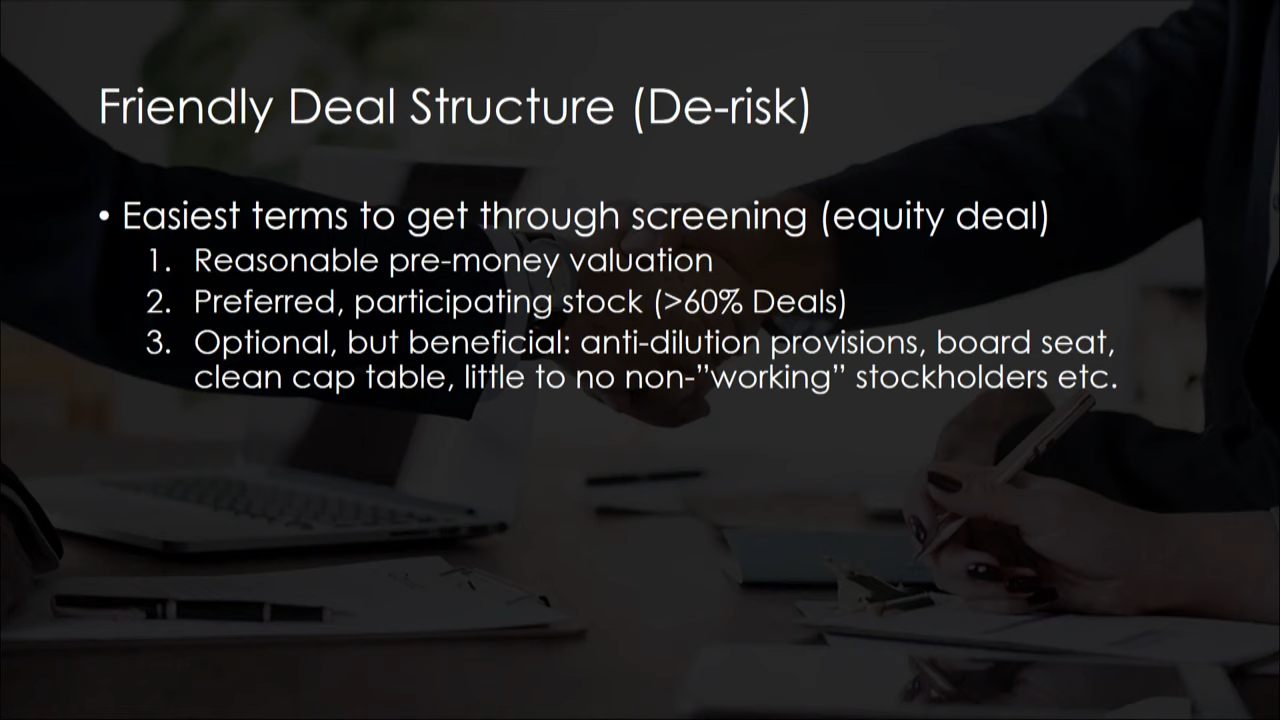 Friendly Deal Structure (De-risk)
• Easiest terms to get through screening (equity deal)
1. Reasonable pre-money valuation
2. Preferred, participating stock (>60% Deals)
3. Optional, but beneficial: anti-dilution provisions, board seat,
clean cap table, little to no non-”working” stockholders etc.